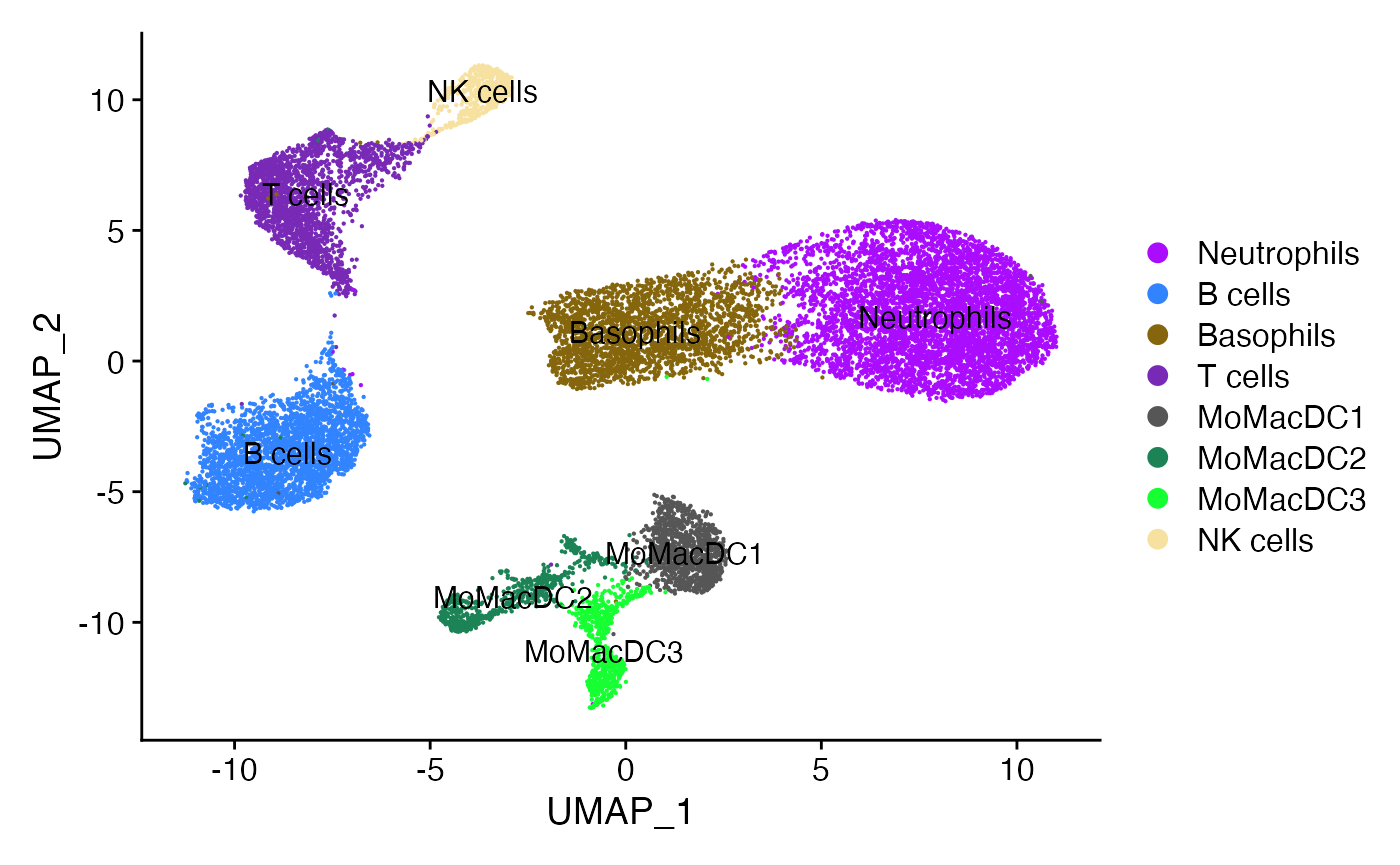 NK cells
10
T cells
5
Neutrophils
B cells
Basophils
T cells
MoMacDC1
MoMacDC2
MoMacDC3
NK cells
Basophils
Neutrophils
0
UMAP_2
B cells
-5
MoMacDC1
MoMacDC2
-10
MoMacDC3
-10
-5
0
5
10
UMAP_1